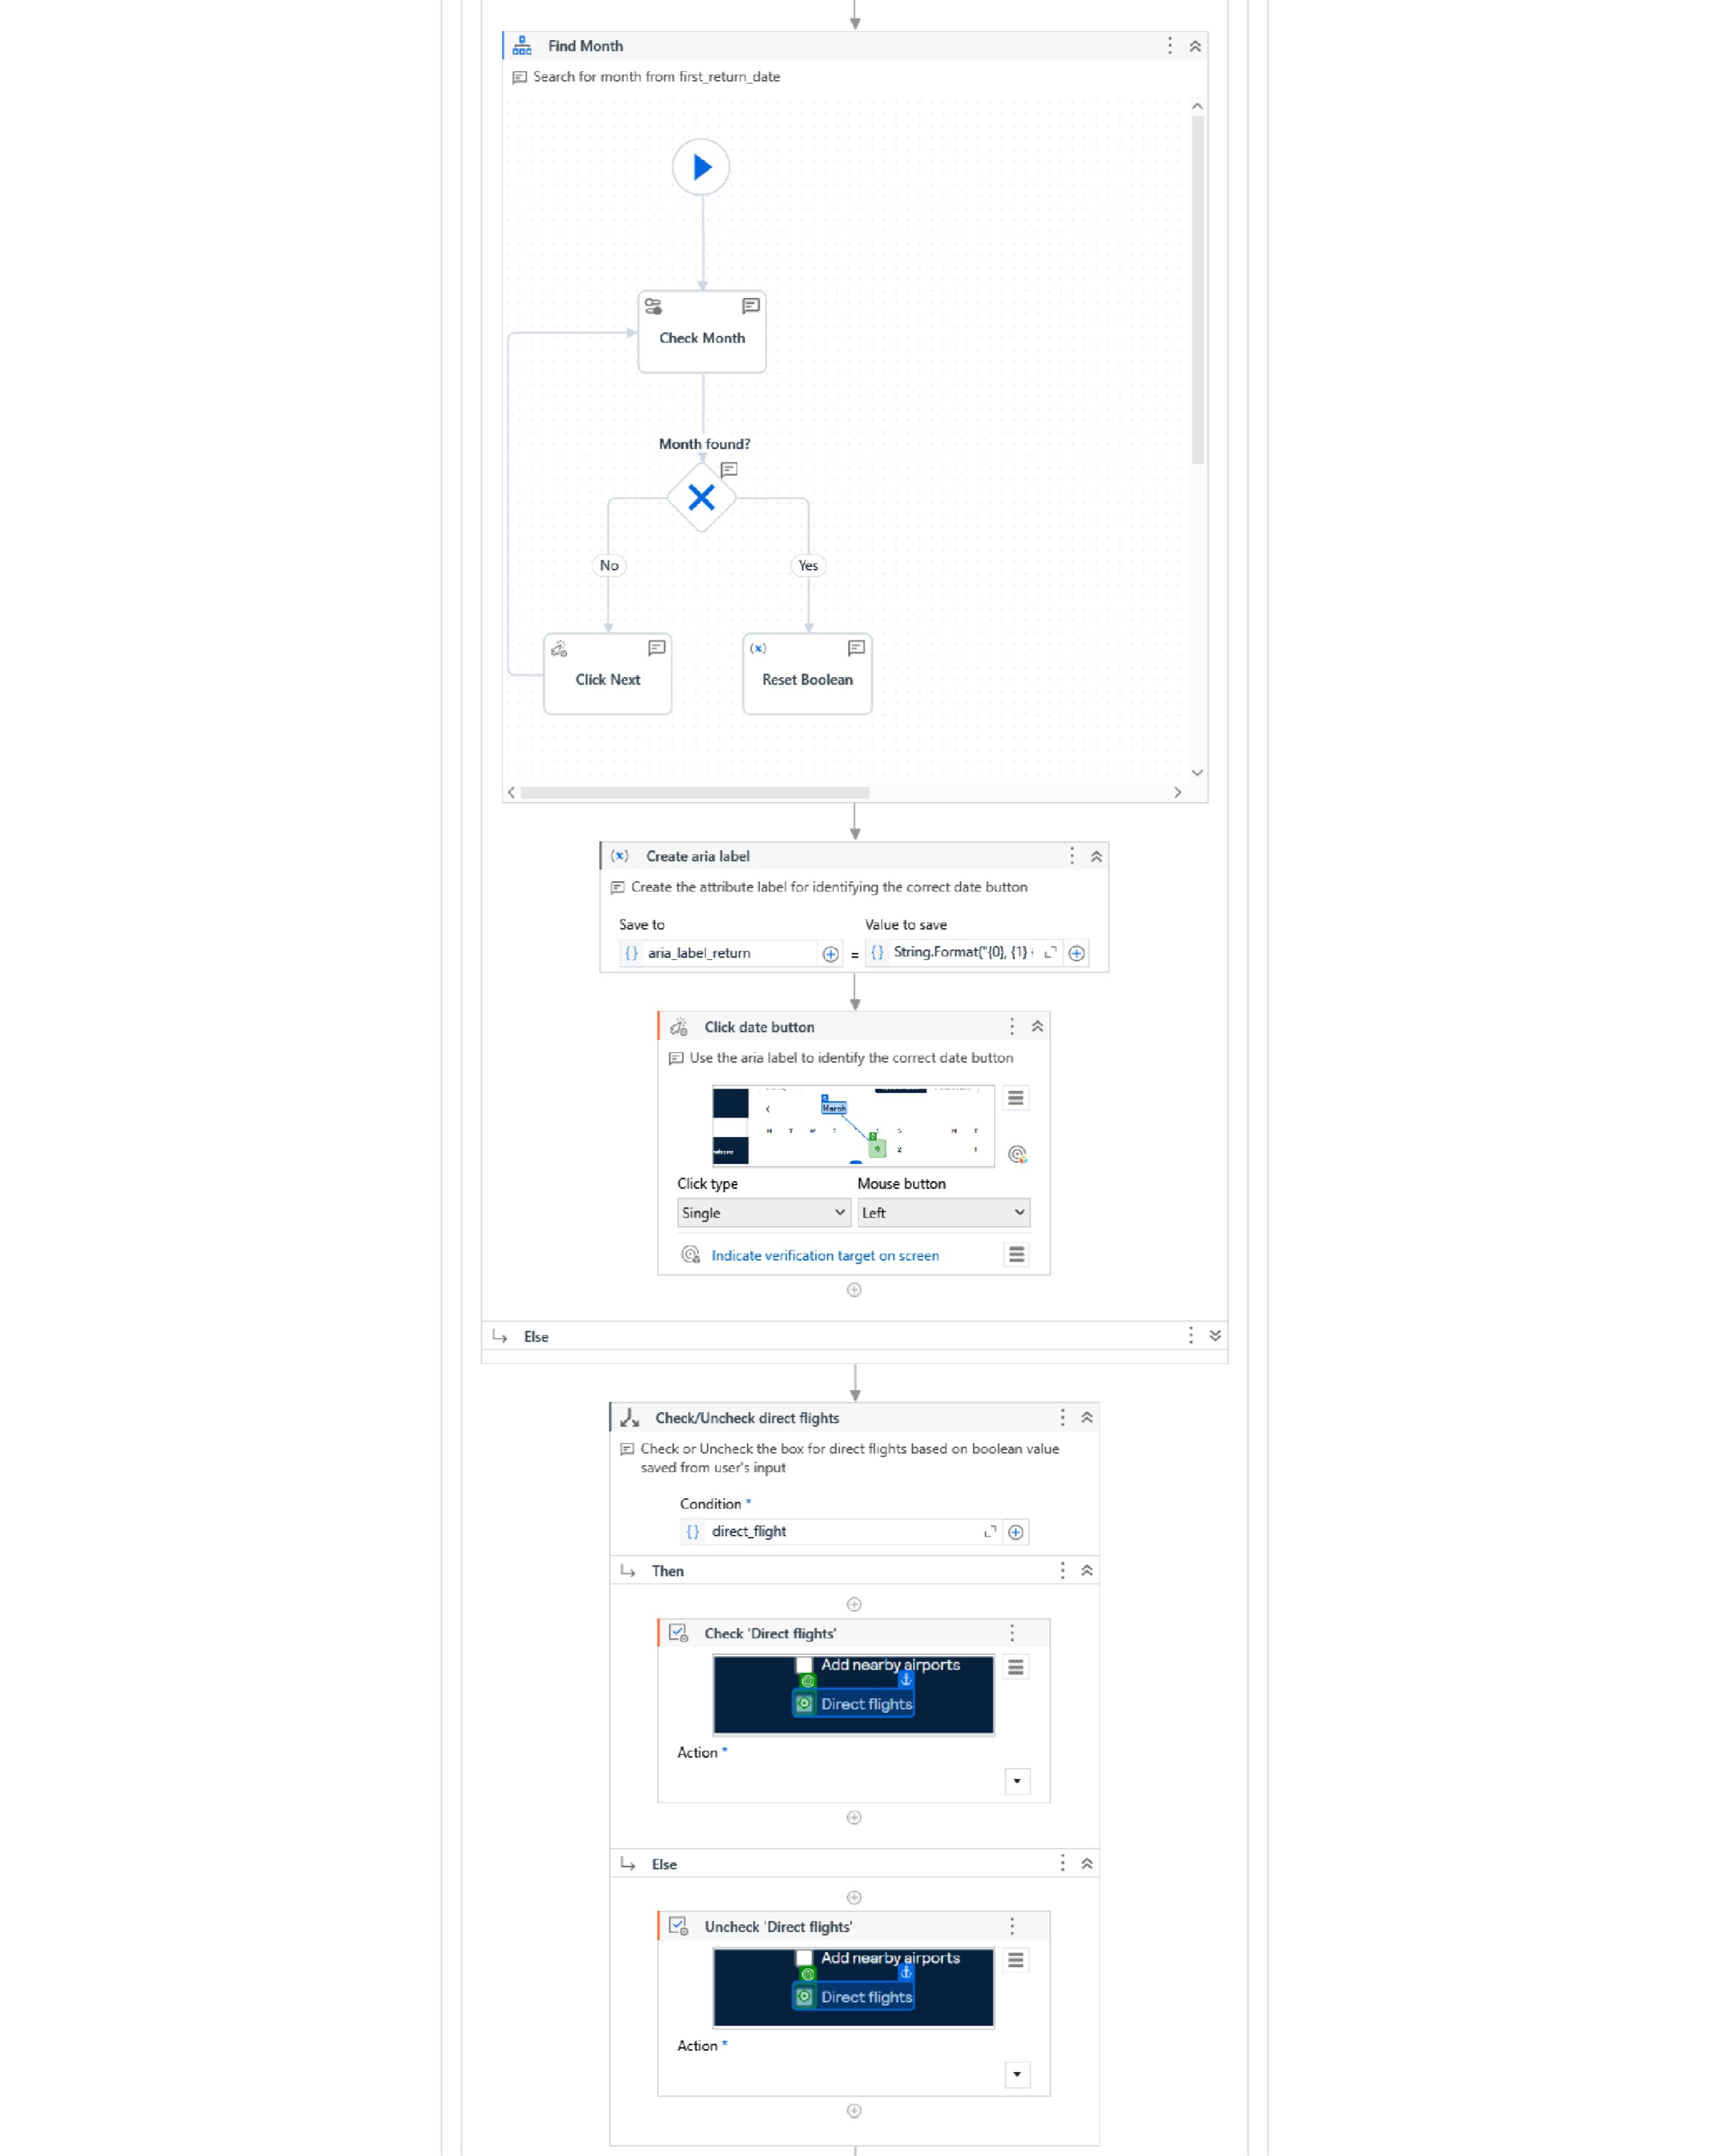 Find Month
Search for month from first_return_date
Check Month
Month found?
No
Yes
Click Next
(x)
Reset Boolean
(x) Create aria label
Create the attribute label for identifying the correct date button
Save to
Value to save
{} aria_label_return
=
{} String.Format("{0}, {1}
Click date button
Use the aria label to identify the correct date button
March
M T W T
M T
Click type
Mouse button
Single
Left
Indicate verification target on screen
Else
Check/Uncheck direct flights
Check or Uncheck the box for direct flights based on boolean value
saved from user's input
Condition *
{} direct_flight
Then
Check 'Direct flights'
Add nearby airports
Direct flights
Action *
Else
Uncheck 'Direct flights'
Add nearby airports
Direct flights
Action *